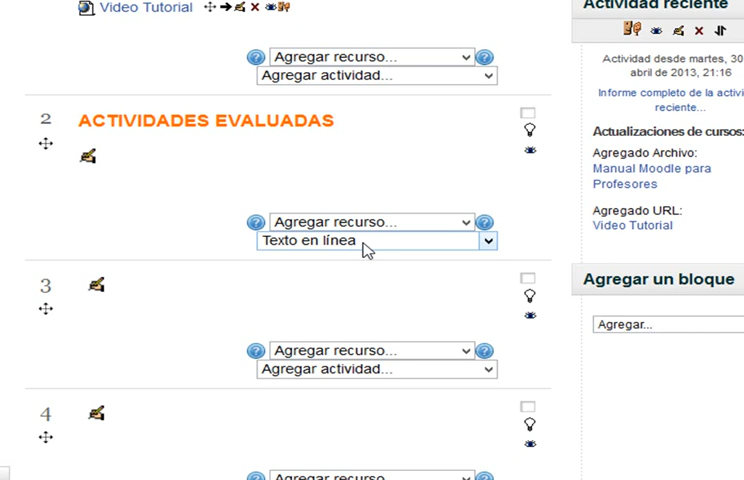 Video Tutorial
Agregar recurso...
Agregar actividad...
2
ACTIVIDADES EVALUADAS
Agregar recurso...
Texto en línea
3
Agregar recurso...
Agregar actividad...
4
Agregar recurso
Actividad reciente
Actividad desde martes, 30
abril de 2013, 21:16
Informe completo de la activi
reciente...
Actualizaciones de cursos:
Agregado Archivo:
Manual Moodle para
Profesores
Agregado URL:
Video Tutorial
Agregar un bloque
Agregar...